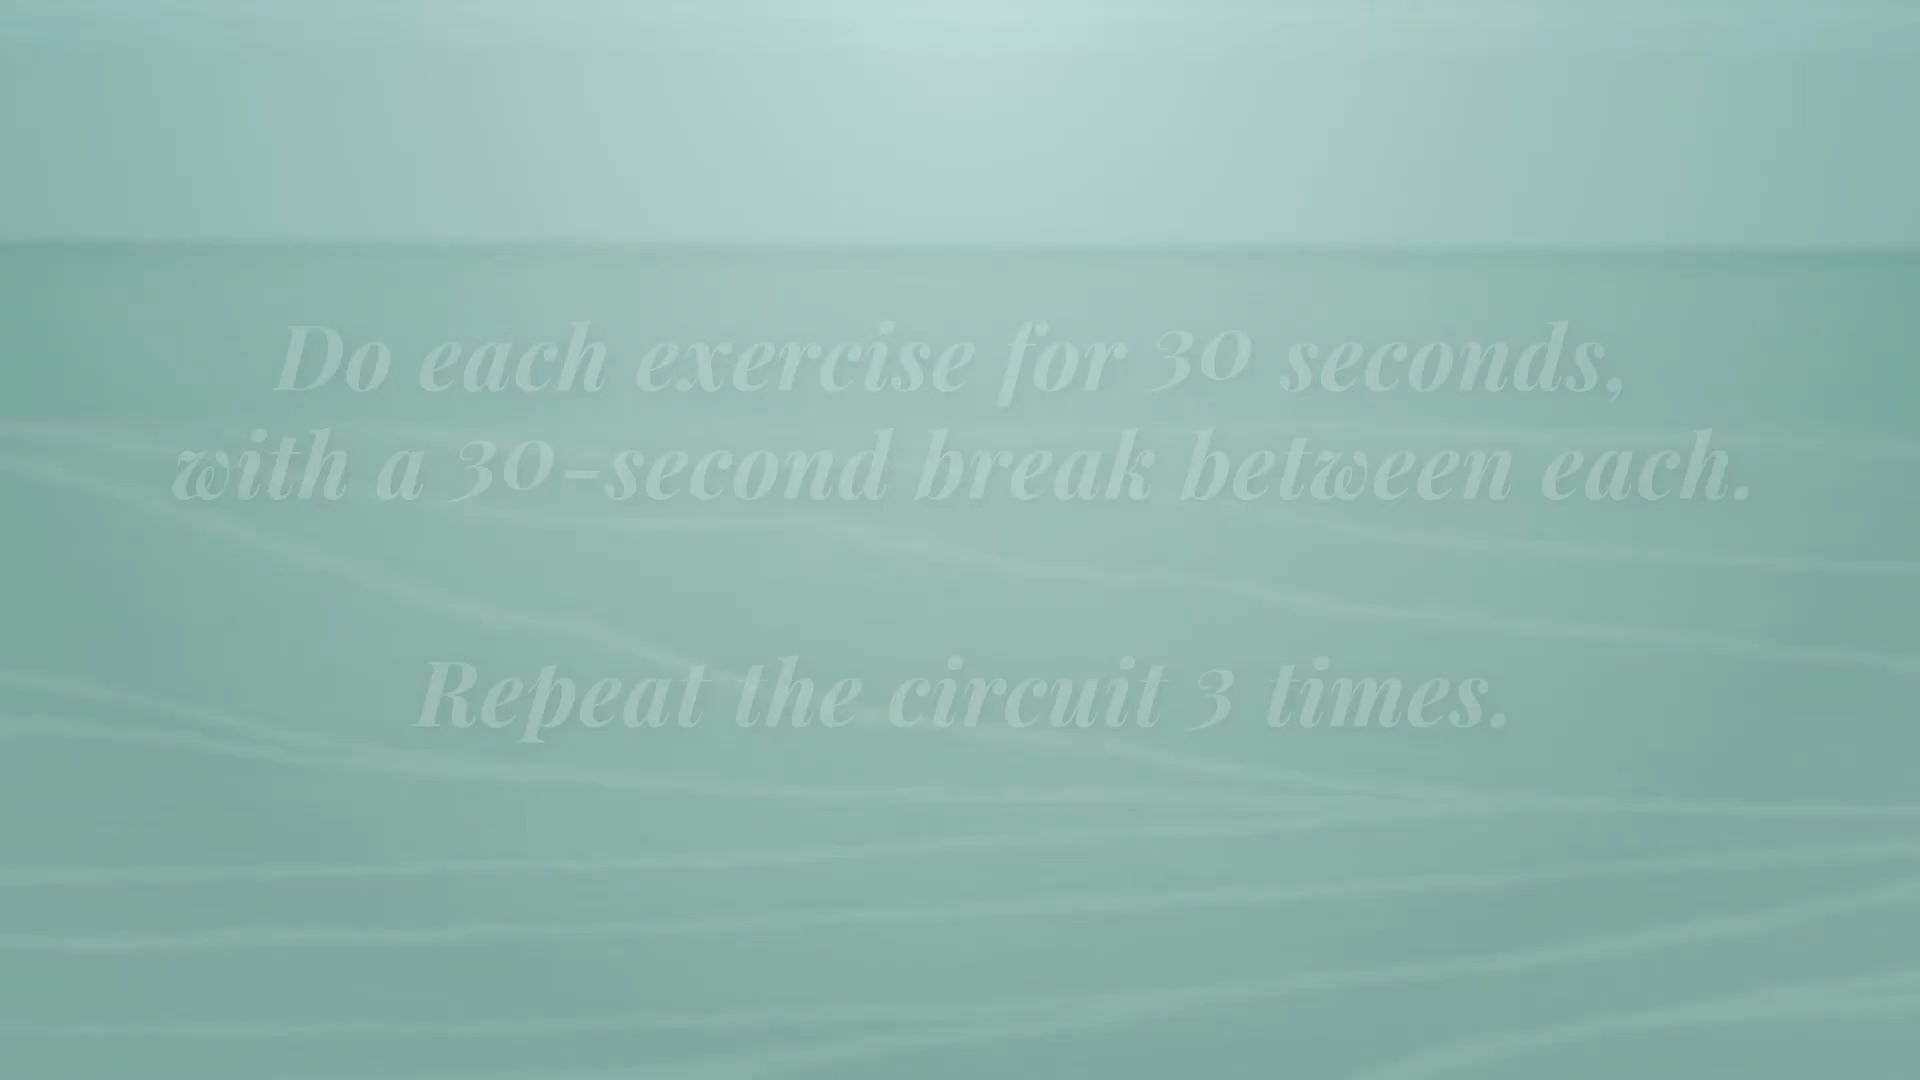 Do each exercise for 30 seconds,
with a 30-second break between each.
Repeat the circuit 3 times.